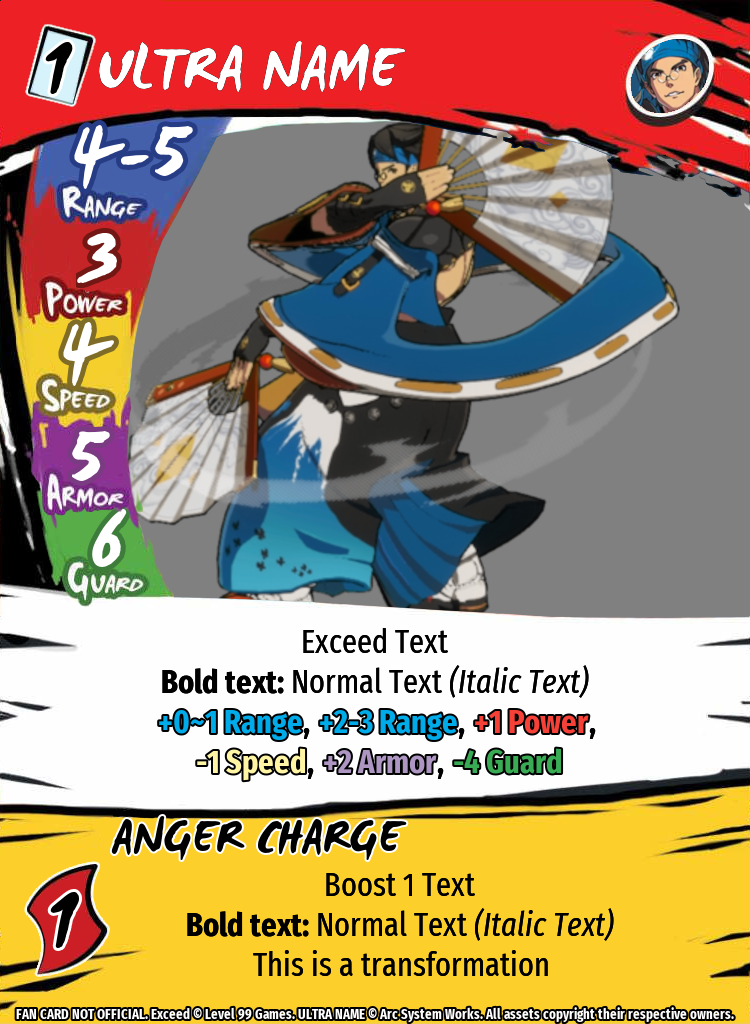 1 ULTRA NAME
4-5
RANGE
3
POWER
4
SPEED
5
ARMOR
6
GUARD
Exceed Text
Bold text: Normal Text (Italic Text)
+0~1 Range, +2-3 Range, +1 Power,
-1 Speed, +2 Armor, -4 Guard
ANGER CHARGE
1
Boost 1 Text
Bold text: Normal Text (Italic Text)
This is a transformation
FAN CARD NOT OFFICIAL. Exceed © Level 99 Games. ULTRA NAME © Arc System Works. All assets copyright their respective owners.